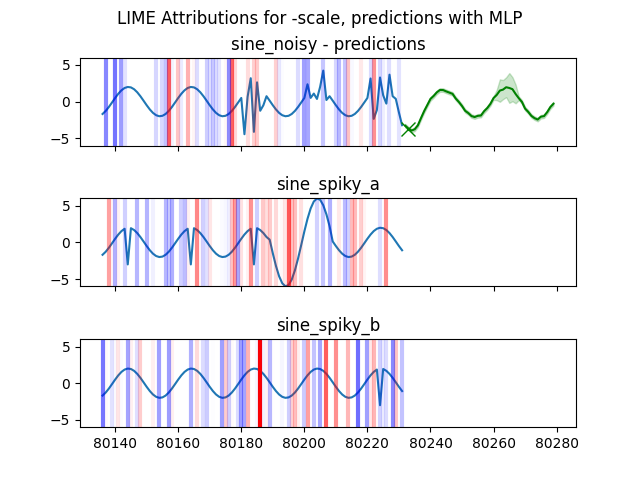 LIME Attributions for -scale, predictions with MLP
sine_noisy - predictions
5
0
−5
sine_spiky_a
5
0
−5
sine_spiky_b
5
0
−5
80140 80160 80180 80200 80220 80240 80260 80280